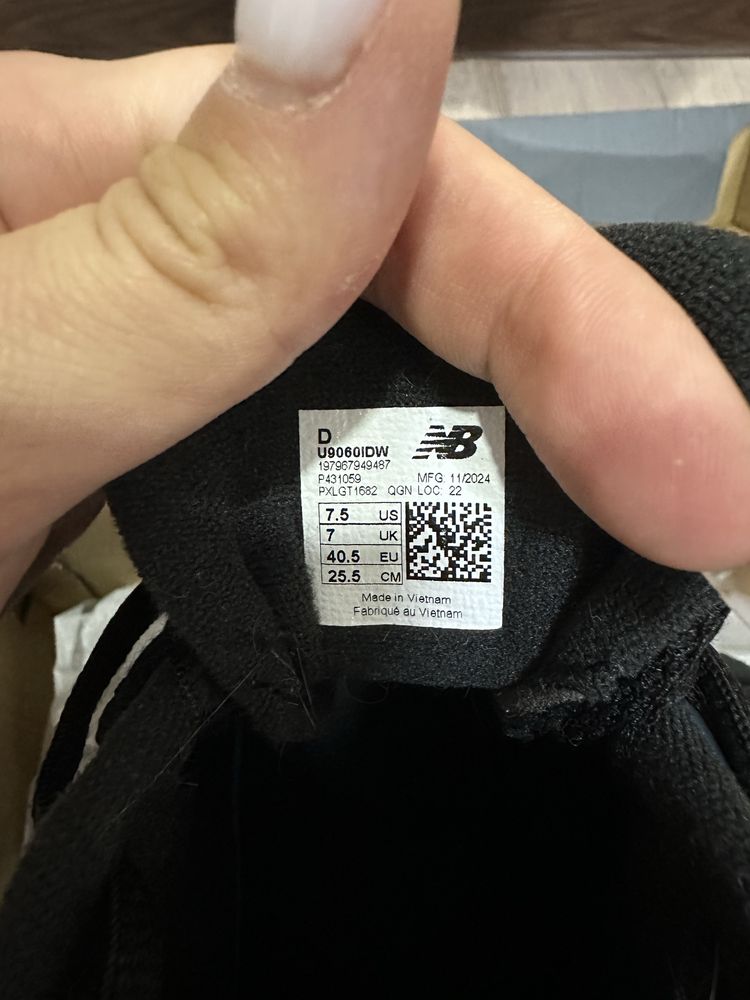 D
NB
U9060IDW
197967949487
P431059 MFG: 11/2024
PXLGT1682 QGN LOC: 22
7.5 US
7 UK
40.5 EU
25.5 CM
Made in Vietnam
Fabriqué au Vietnam